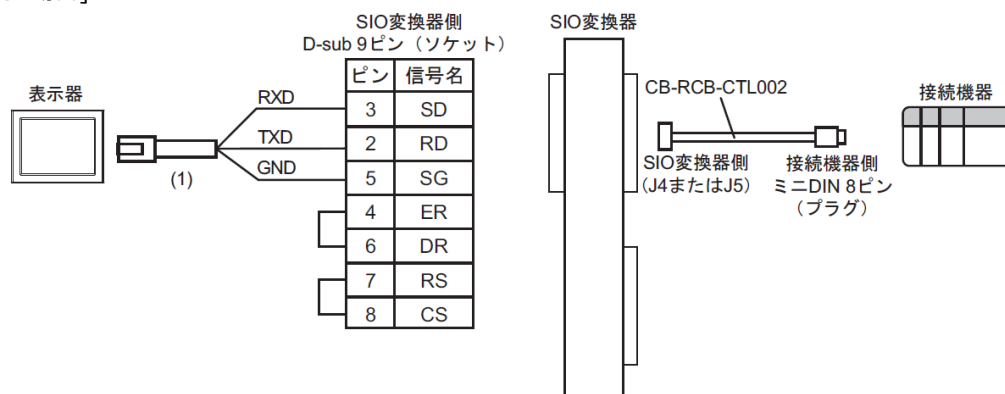 表示器
(1)
RXD
TXD
GND
SIO変換器側
D-sub 9ピン（ソケット）
ピン 信号名
3 SD
2 RD
5 SG
4 ER
6 DR
7 RS
8 CS
SIO変換器
CB-RCB-CTL002
SIO変換器側
(J4またはJ5)
接続機器側
ミニDIN 8ピン
（プラグ）
接続機器